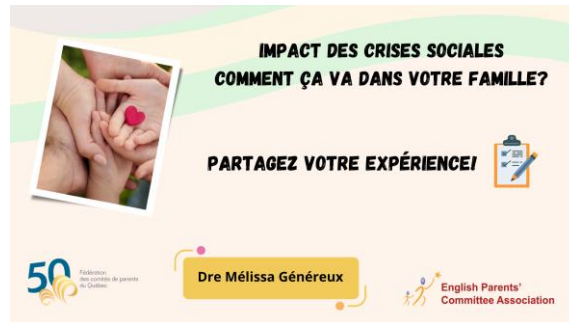 IMPACT DES CRISES SOCIALES
COMMENT ÇA VA DANS VOTRE FAMILLE?
PARTAGEZ VOTRE EXPÉRIENCE!
50
Fédération
des comités de parents
du Québec
Dre Mélissa Généreux
English Parents'
Committee Association